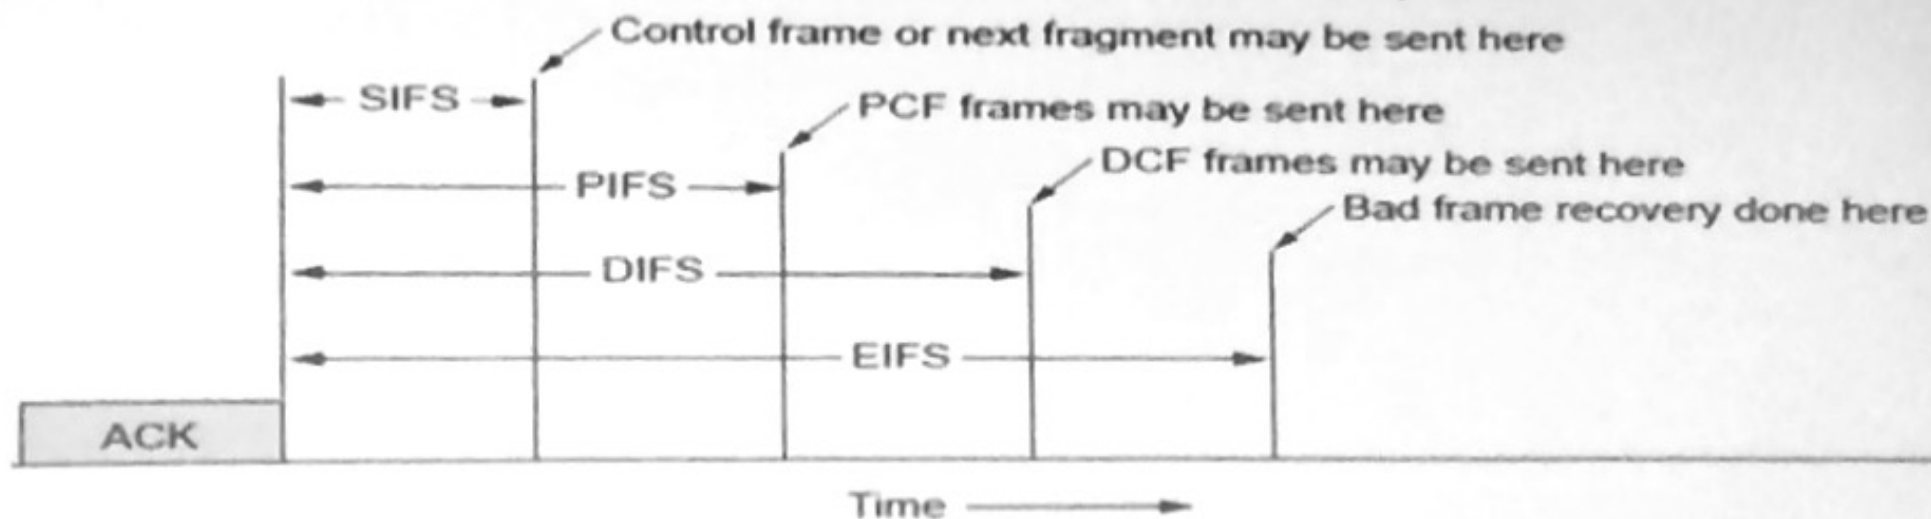 Control frame or next fragment may be sent here
SIFS
PCF frames may be sent here
DCF frames may be sent here
PIFS
Bad frame recovery done here
DIFS
EIFS
ACK
Time